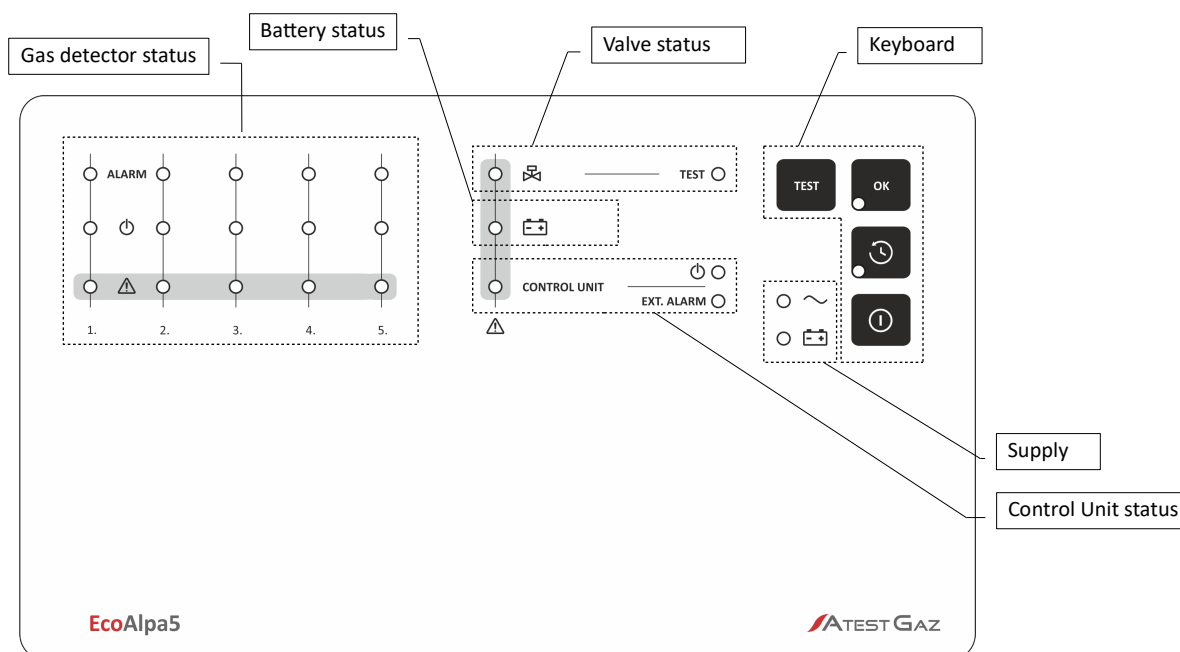 Battery status
Valve status
Keyboard
Gas detector status
ALARM
TEST
TEST
OK
CONTROL UNIT
EXT. ALARM
1. 2. 3. 4. 5.
Supply
Control Unit status
EcoAlpa5
ATEST GAZ